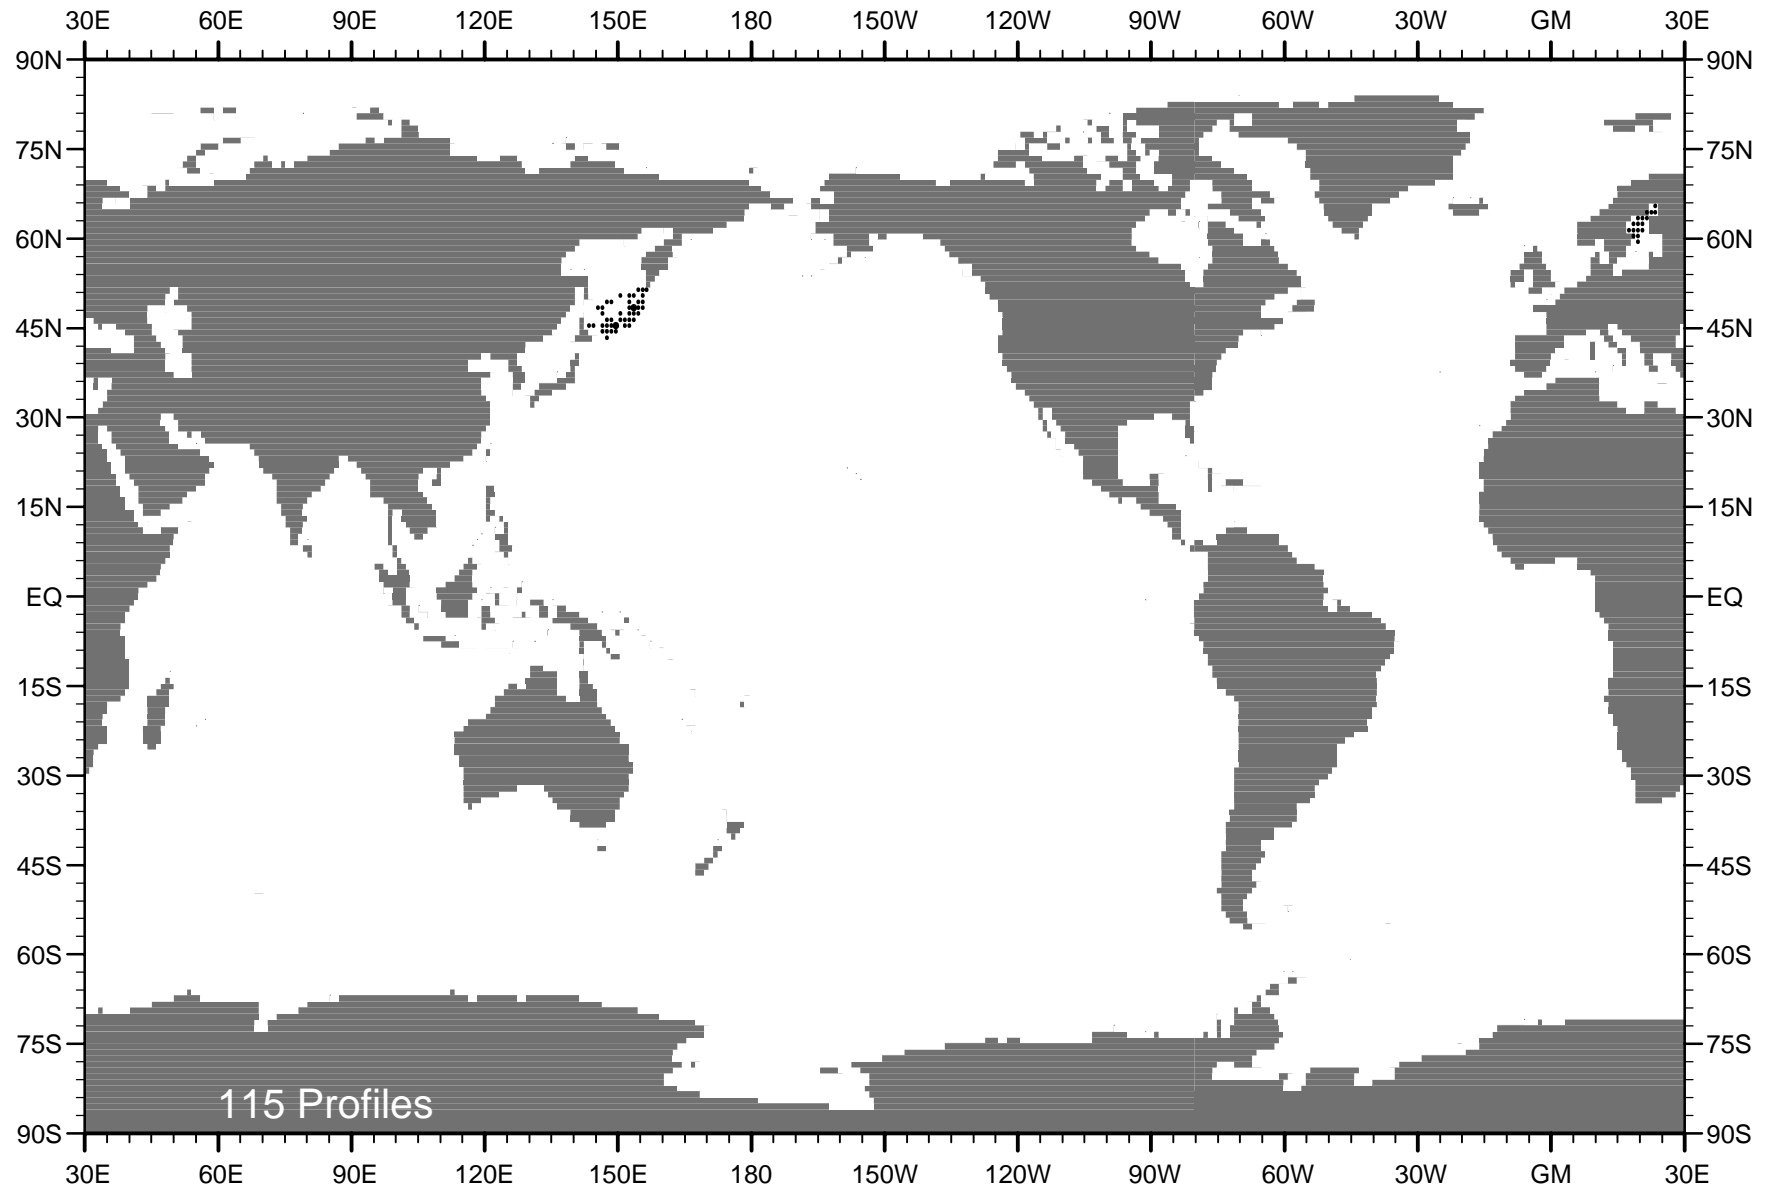 30E 60E 90E 120E 150E 180 150W 120W 90W 60W 30W GM 30E
90N 90N
75N 75N
60N 60N
45N 45N
30N 30N
15N 15N
EQ EQ
15S 15S
30S 30S
45S 45S
60S 60S
75S 75S
115 Profiles
90S 90S
30E 60E 90E 120E 150E 180 150W 120W 90W 60W 30W GM 30E